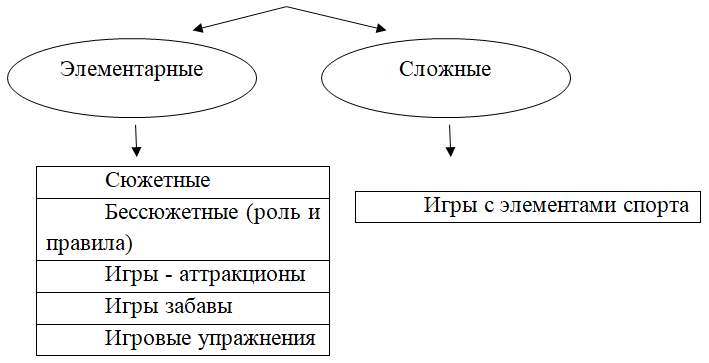 Элементарные
Сложные
Сюжетные
Бессюжетные (роль и
правила)
Игры - аттракционы
Игры забавы
Игровые упражнения
Игры с элементами спорта